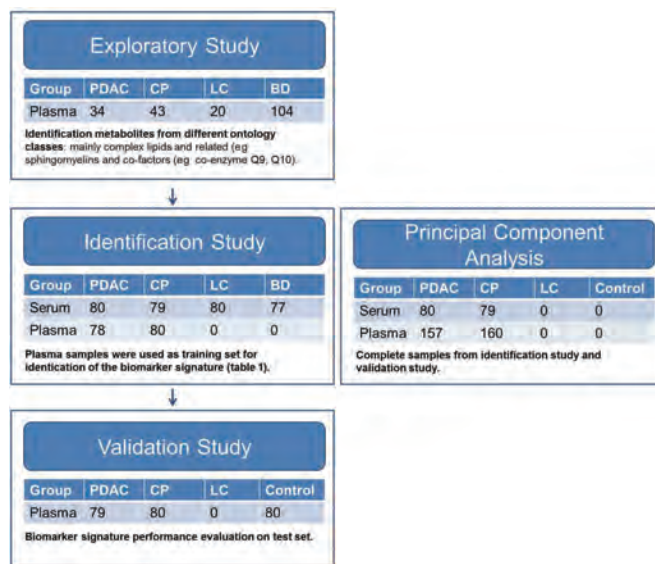 Exploratory Study
Group PDAC CP LC BD
Plasma 34 43 20 104
Identification metabolites from different ontology
classes: mainly complex lipids and related (eg
sphingomyelins and co-factors (eg co-enzyme Q9, Q10).
Identification Study
Group PDAC CP LC BD
Serum 80 79 80 77
Plasma 78 80 0 0
Plasma samples were used as training set for
identication of the biomarker signature (table 1).
Principal Component
Analysis
Group PDAC CP LC Control
Serum 80 79 0 0
Plasma 157 160 0 0
Complete samples from identification study and
validation study.
Validation Study
Group PDAC CP LC Control
Plasma 79 80 0 80
Biomarker signature performance evaluation on test set.